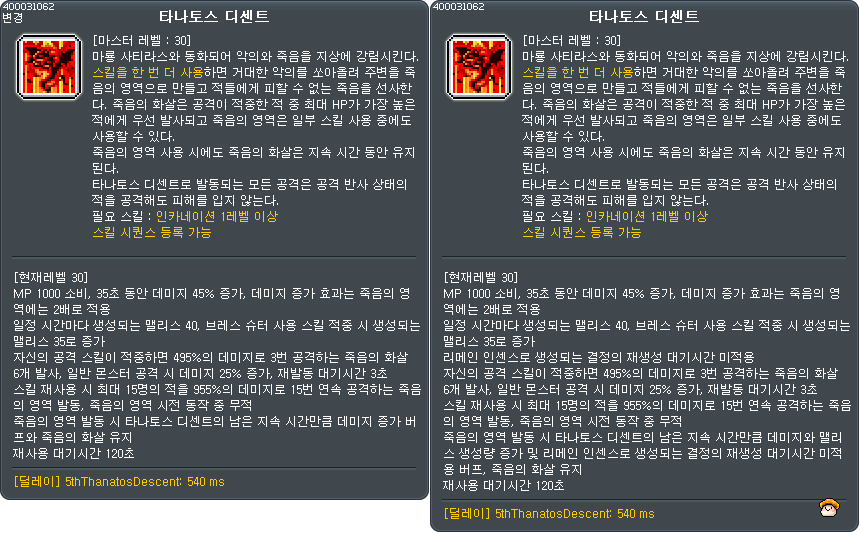 400031062
변경
타나토스 디센트
[마스터 레벨 : 30]
마룡 사티라스와 동화되어 악의와 죽음을 지상에 강림시킨다.
스킬을 한 번 더 사용하면 거대한 악의를 쏘아올려 주변을 죽
음의 영역으로 만들고 적들에게 피할 수 없는 죽음을 선사한
다. 죽음의 화살은 공격이 적중한 적 중 최대 HP가 가장 높은
적에게 우선 발사되고 죽음의 영역은 일부 스킬 사용 중에도
사용할 수 있다.
죽음의 영역 사용 시에도 죽음의 화살은 지속 시간 동안 유지
된다.
타나토스 디센트로 발동되는 모든 공격은 공격 반사 상태의
적을 공격해도 피해를 입지 않는다.
필요 스킬 : 인카네이션 1레벨 이상
스킬 시퀀스 등록 가능
[현재레벨 30]
MP 1000 소비, 35초 동안 데미지 45% 증가, 데미지 증가 효과는 죽음의 영
역에는 2배로 적용
일정 시간마다 생성되는 맬리스 40, 브레스 슈터 사용 스킬 적중 시 생성되는
맬리스 35로 증가
자신의 공격 스킬이 적중하면 495%의 데미지로 3번 공격하는 죽음의 화살
6개 발사, 일반 몬스터 공격 시 데미지 25% 증가, 재발동 대기시간 3초
스킬 재사용 시 최대 15명의 적을 955%의 데미지로 15번 연속 공격하는 죽음
의 영역 발동, 죽음의 영역 시전 동작 중 무적
죽음의 영역 발동 시 타나토스 디센트의 남은 지속 시간만큼 데미지 증가 버
프와 죽음의 화살 유지
재사용 대기시간 120초
[딜레이] 5thThanatosDescent: 540 ms
400031062
타나토스 디센트
[마스터 레벨 : 30]
마룡 사티라스와 동화되어 악의와 죽음을 지상에 강림시킨다.
스킬을 한 번 더 사용하면 거대한 악의를 쏘아올려 주변을 죽
음의 영역으로 만들고 적들에게 피할 수 없는 죽음을 선사한
다. 죽음의 화살은 공격이 적중한 적 중 최대 HP가 가장 높은
적에게 우선 발사되고 죽음의 영역은 일부 스킬 사용 중에도
사용할 수 있다.
죽음의 영역 사용 시에도 죽음의 화살은 지속 시간 동안 유지
된다.
타나토스 디센트로 발동되는 모든 공격은 공격 반사 상태의
적을 공격해도 피해를 입지 않는다.
필요 스킬 : 인카네이션 1레벨 이상
스킬 시퀀스 등록 가능
[현재레벨 30]
MP 1000 소비, 35초 동안 데미지 45% 증가, 데미지 증가 효과는 죽음의 영
역에는 2배로 적용
일정 시간마다 생성되는 맬리스 40, 브레스 슈터 사용 스킬 적중 시 생성되는
맬리스 35로 증가
리메인 인센스로 생성되는 결정의 재생성 대기시간 미적용
자신의 공격 스킬이 적중하면 495%의 데미지로 3번 공격하는 죽음의 화살
6개 발사, 일반 몬스터 공격 시 데미지 25% 증가, 재발동 대기시간 3초
스킬 재사용 시 최대 15명의 적을 955%의 데미지로 15번 연속 공격하는 죽음
의 영역 발동, 죽음의 영역 시전 동작 중 무적
죽음의 영역 발동 시 타나토스 디센트의 남은 지속 시간만큼 데미지와 맬리
스 생성량 증가 및 리메인 인센스로 생성되는 결정의 재생성 대기시간 미적
용 버프, 죽음의 화살 유지
재사용 대기시간 120초
[딜레이] 5thThanatosDescent: 540 ms